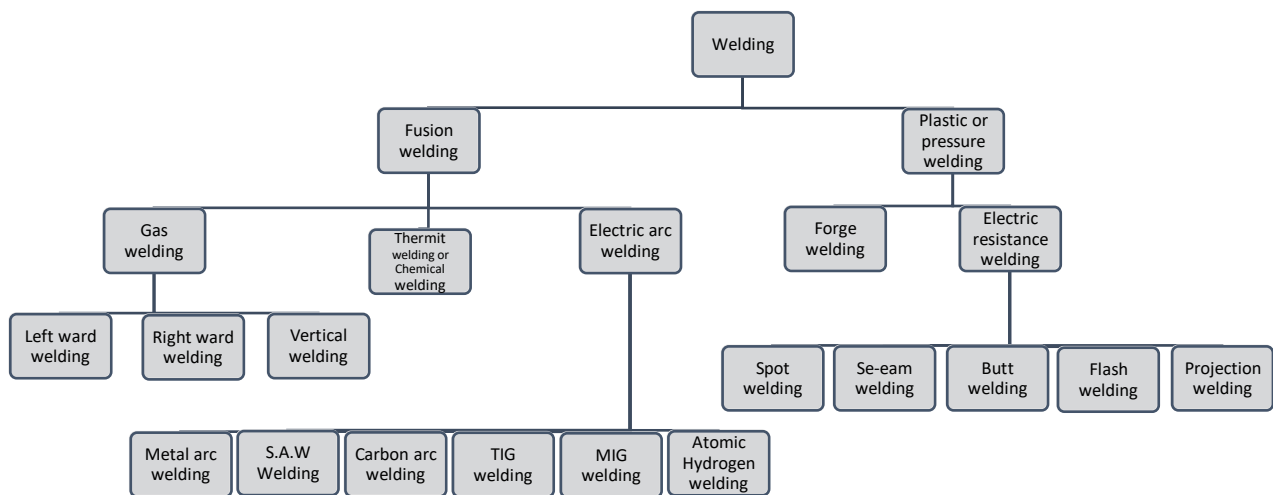 Welding
Fusion
welding
Plastic or
pressure
welding
Gas
welding
Thermit
welding or
Chemical
welding
Electric arc
welding
Forge
welding
Electric
resistance
welding
Left ward
welding
Right ward
welding
Vertical
welding
Spot
welding
Se-eam
welding
Butt
welding
Flash
welding
Projection
welding
Metal arc
welding
S.A.W
Welding
Carbon arc
welding
TIG
welding
MIG
welding
Atomic
Hydrogen
welding